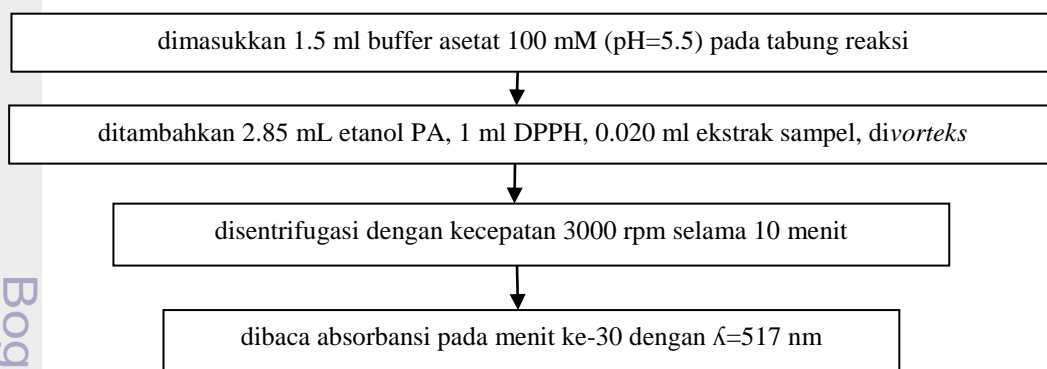 dimasukkan 1.5 ml buffer asetat 100 mM (pH=5.5) pada tabung reaksi
ditambahkan 2.85 mL etanol PA, 1 ml DPPH, 0.020 ml ekstrak sampel, divorteks
disentrifugasi dengan kecepatan 3000 rpm selama 10 menit
dibaca absorbansi pada menit ke-30 dengan ʎ=517 nm
Bog